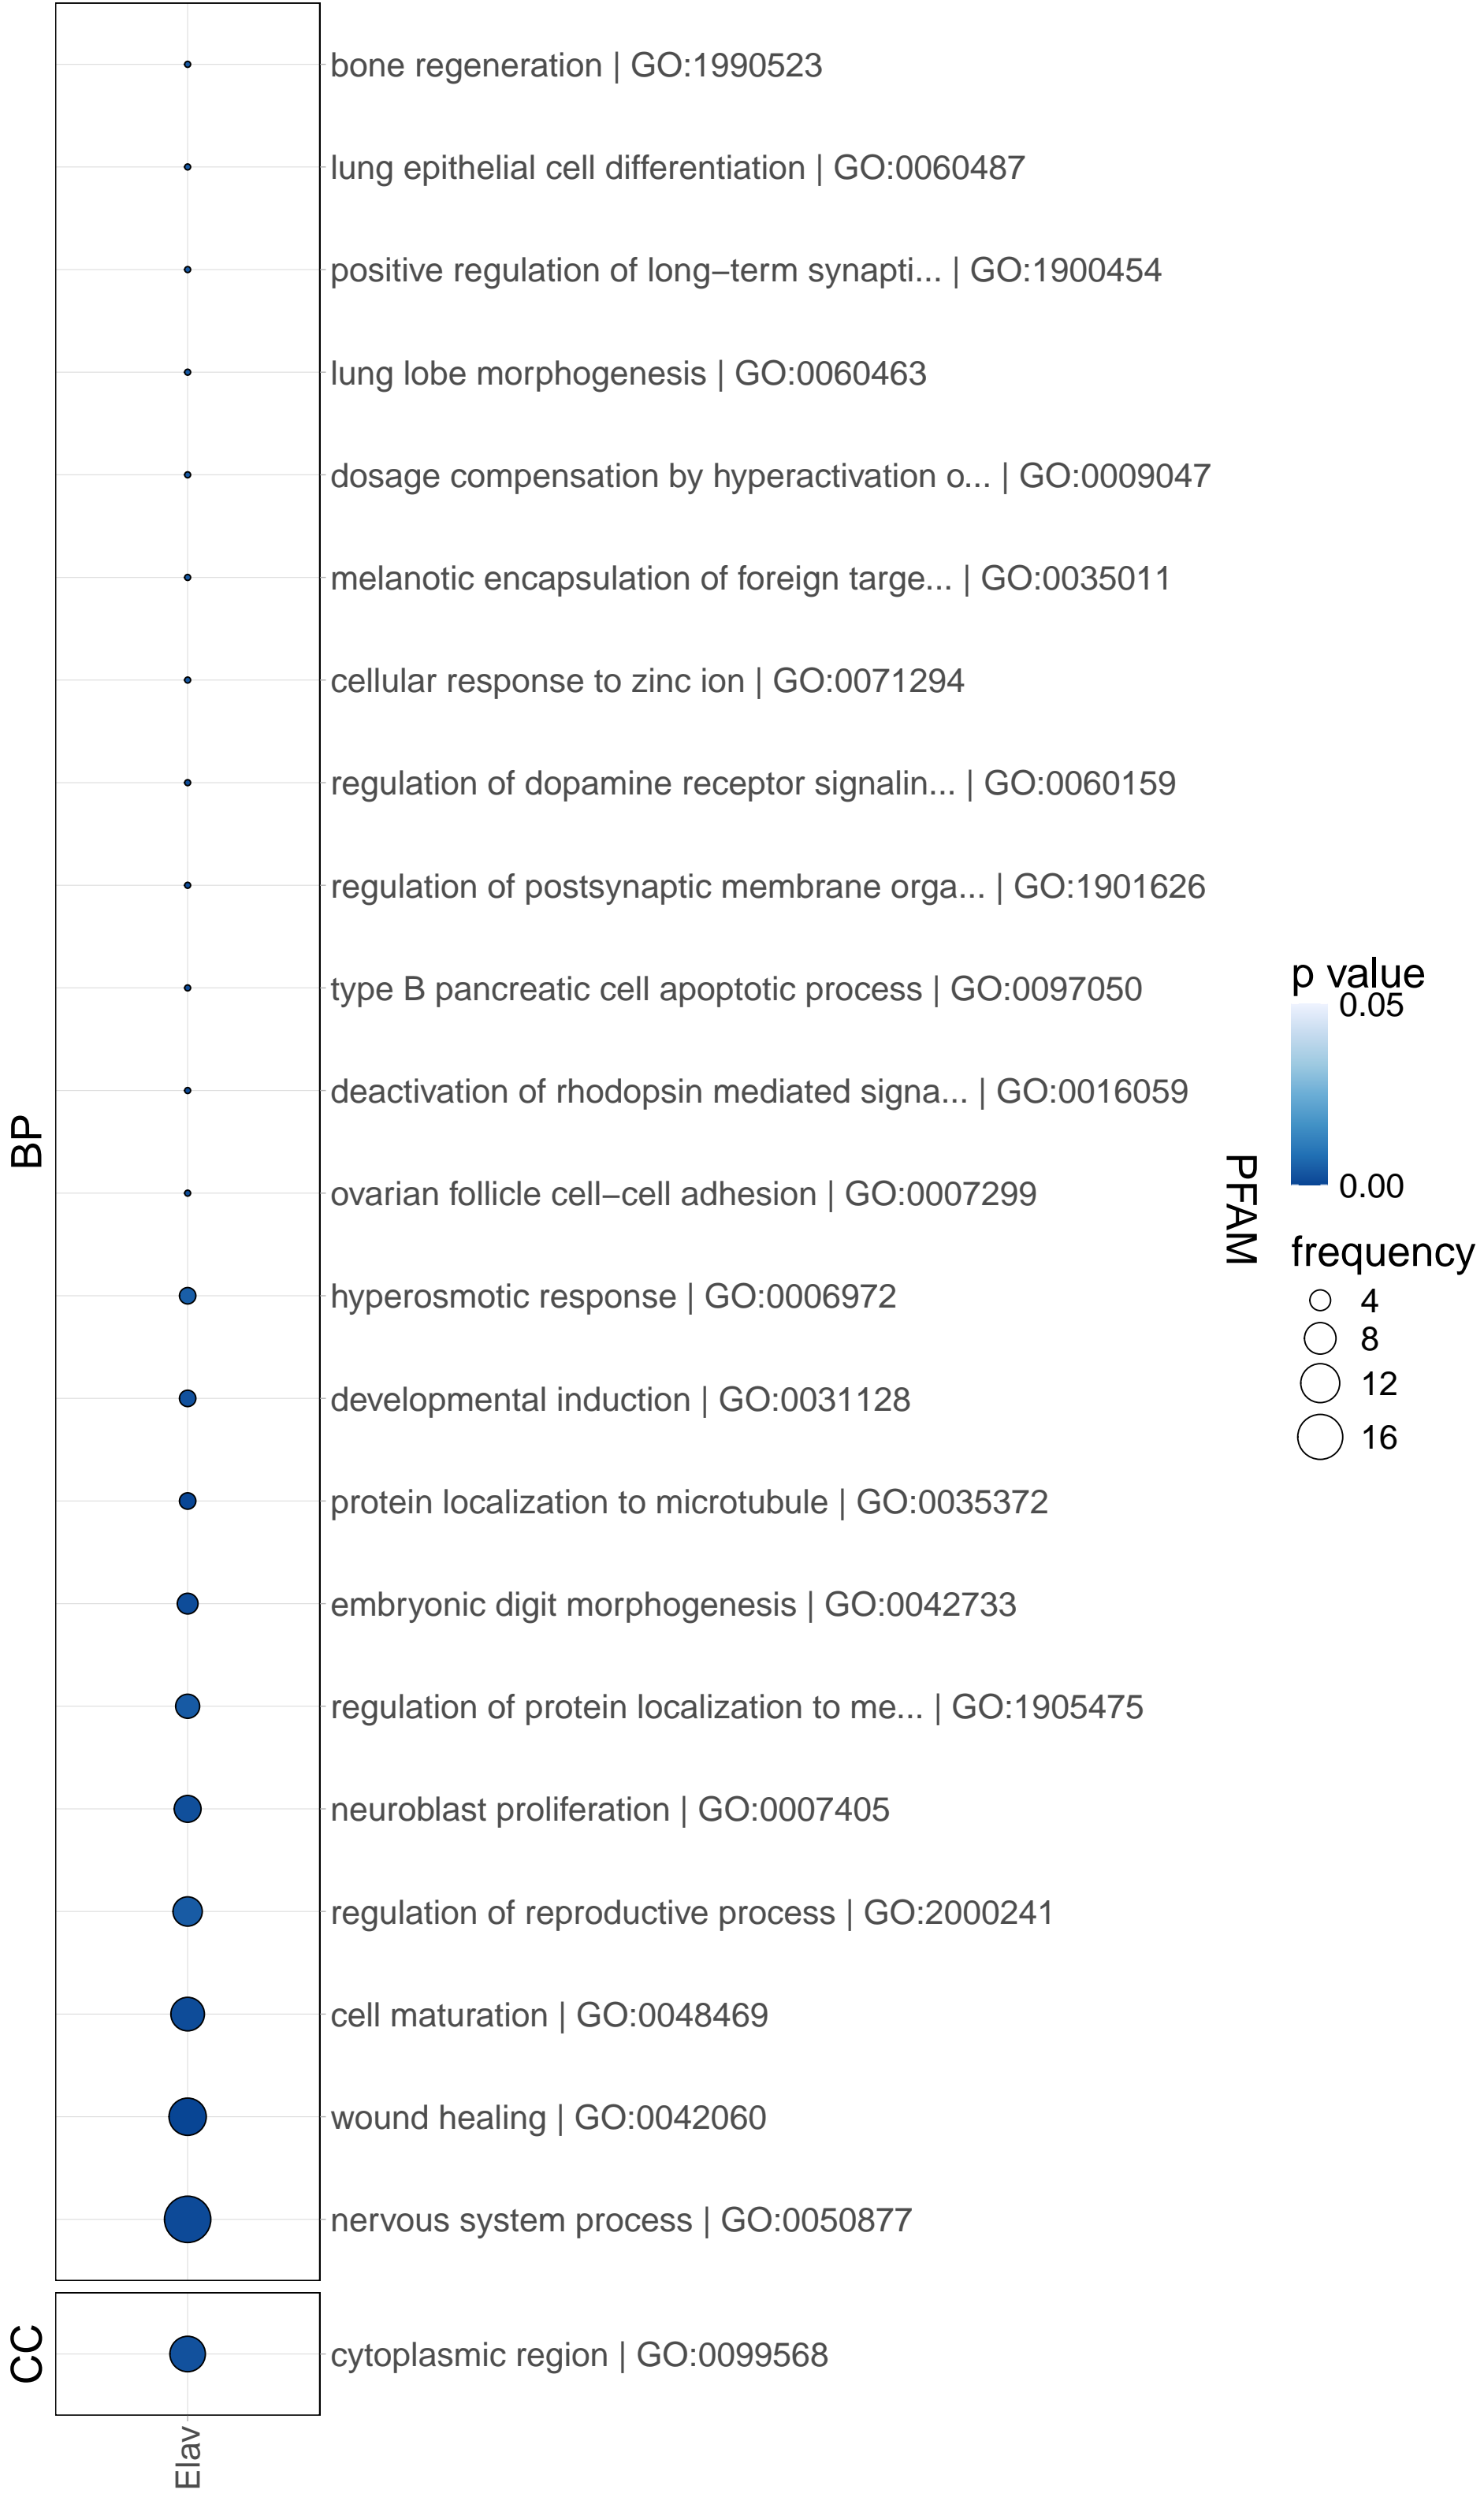 BP
bone regeneration | GO:1990523
lung epithelial cell differentiation | GO:0060487
positive regulation of long−term synapti... | GO:1900454
lung lobe morphogenesis | GO:0060463
dosage compensation by hyperactivation o... | GO:0009047
melanotic encapsulation of foreign targe... | GO:0035011
cellular response to zinc ion | GO:0071294
regulation of dopamine receptor signalin... | GO:0060159
regulation of postsynaptic membrane orga... | GO:1901626
type B pancreatic cell apoptotic process | GO:0097050
deactivation of rhodopsin mediated signa... | GO:0016059
ovarian follicle cell−cell adhesion | GO:0007299
hyperosmotic response | GO:0006972
developmental induction | GO:0031128
protein localization to microtubule | GO:0035372
embryonic digit morphogenesis | GO:0042733
regulation of protein localization to me... | GO:1905475
neuroblast proliferation | GO:0007405
regulation of reproductive process | GO:2000241
cell maturation | GO:0048469
wound healing | GO:0042060
nervous system process | GO:0050877
CC
cytoplasmic region | GO:0099568
Elav
PFAM
p value
0.05
0.00
frequency
4
8
12
16